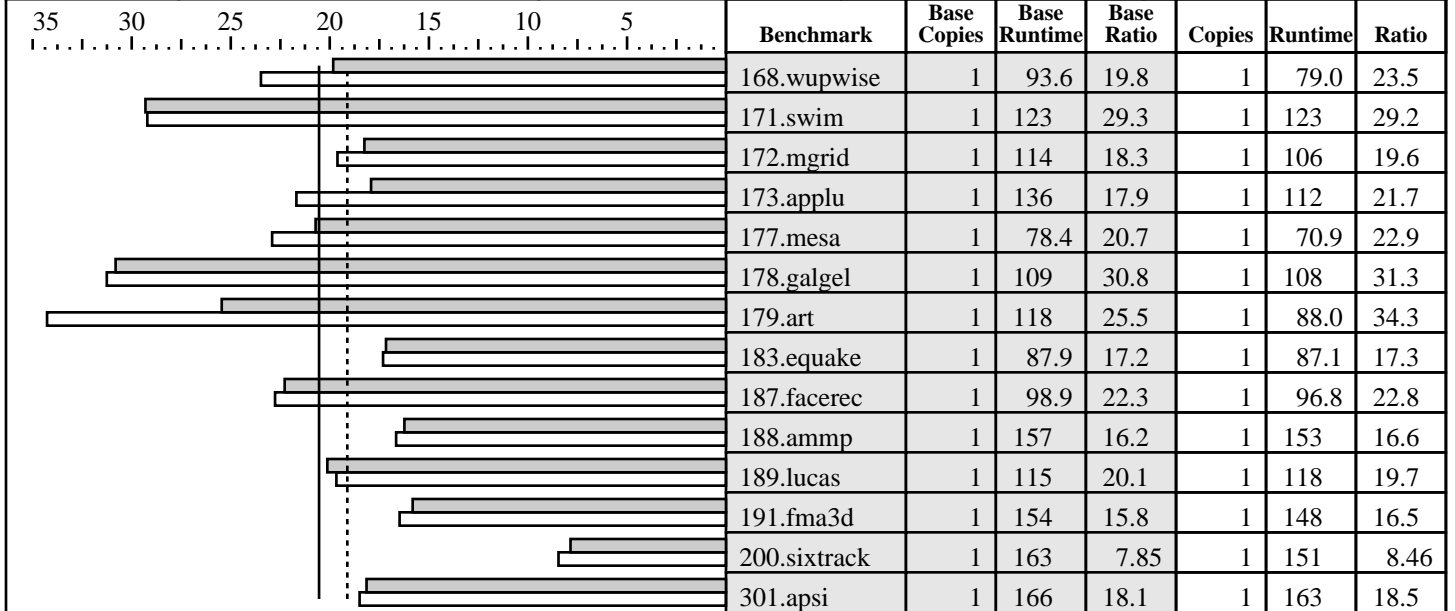 35 30 25 20 15 10 5
Benchmark Base Copies Base Runtime Base Ratio Copies Runtime Ratio
168.wupwise 1 93.6 19.8 1 79.0 23.5
171.swim 1 123 29.3 1 123 29.2
172.mgrid 1 114 18.3 1 106 19.6
173.applu 1 136 17.9 1 112 21.7
177.mesa 1 78.4 20.7 1 70.9 22.9
178.galgel 1 109 30.8 1 108 31.3
179.art 1 118 25.5 1 88.0 34.3
183.equake 1 87.9 17.2 1 87.1 17.3
187.facerec 1 98.9 22.3 1 96.8 22.8
188.ammp 1 157 16.2 1 153 16.6
189.lucas 1 115 20.1 1 118 19.7
191.fma3d 1 154 15.8 1 148 16.5
200.sixtrack 1 163 7.85 1 151 8.46
301.apsi 1 166 18.1 1 163 18.5